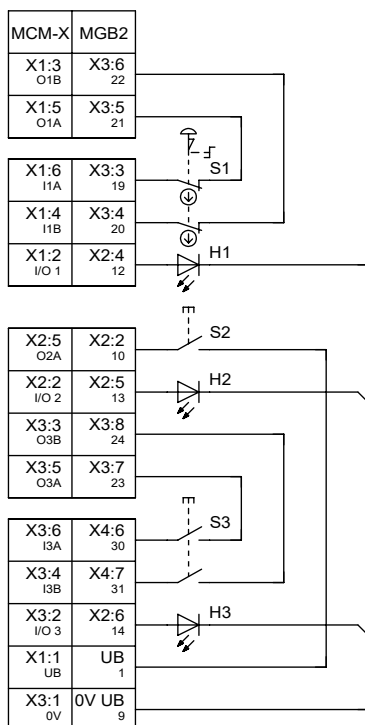 MCM-X MGB2
X1:3 X3:6
O1B 22
X1:5 X3:5
O1A 21
X1:6 X3:3 S1
I1A 19
X1:4 X3:4
I1B 20
X1:2 X2:4 H1
I/O 1 12
X2:5 X2:2 S2
O2A 10
X2:2 X2:5 H2
I/O 2 13
X3:3 X3:8
O3B 24
X3:5 X3:7
O3A 23
X3:6 X4:6 S3
I3A 30
X3:4 X4:7
I3B 31
X3:2 X2:6 H3
I/O 3 14
X1:1 UB
UB 1
X3:1 0V UB
0V 9